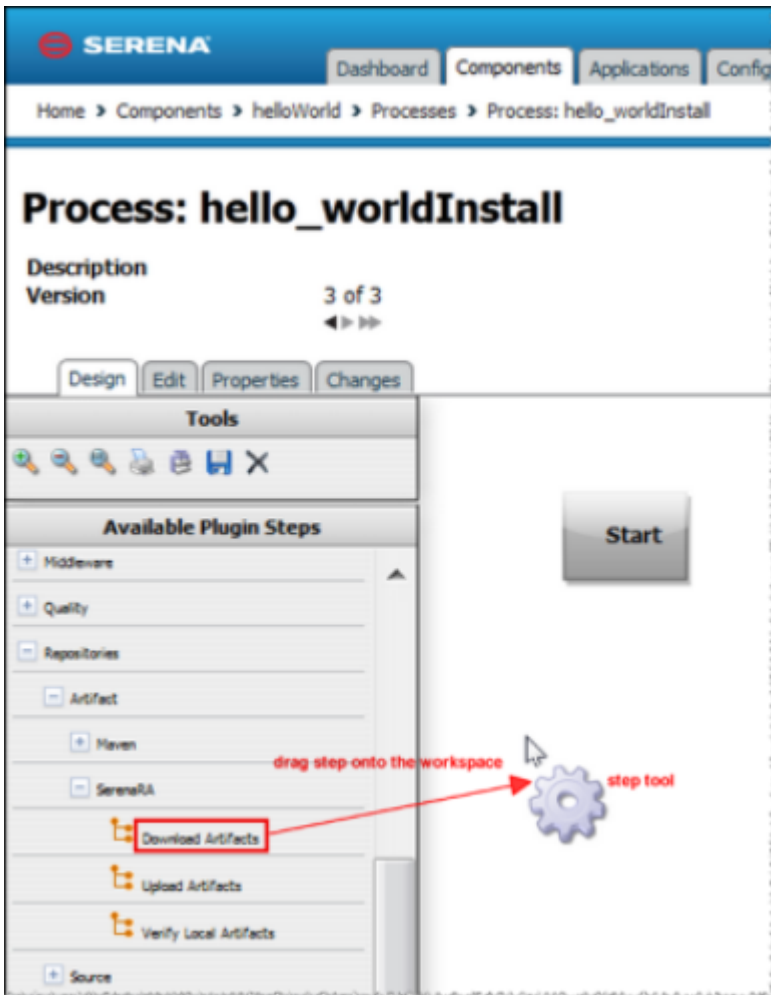 SERENA
Dashboard Components Applications Config
Home > Components > helloWorld > Processes > Process: hello_worldInstall
Process: hello_worldInstall
Description
Version 3 of 3
Design Edit Properties Changes
Tools
Available Plugin Steps
Start
Middleware
Quality
Repositories
Artifact
Maven
drag step onto the workspace
SerenaRA
step tool
Download Artifacts
Upload Artifacts
Verify Local Artifacts
Source